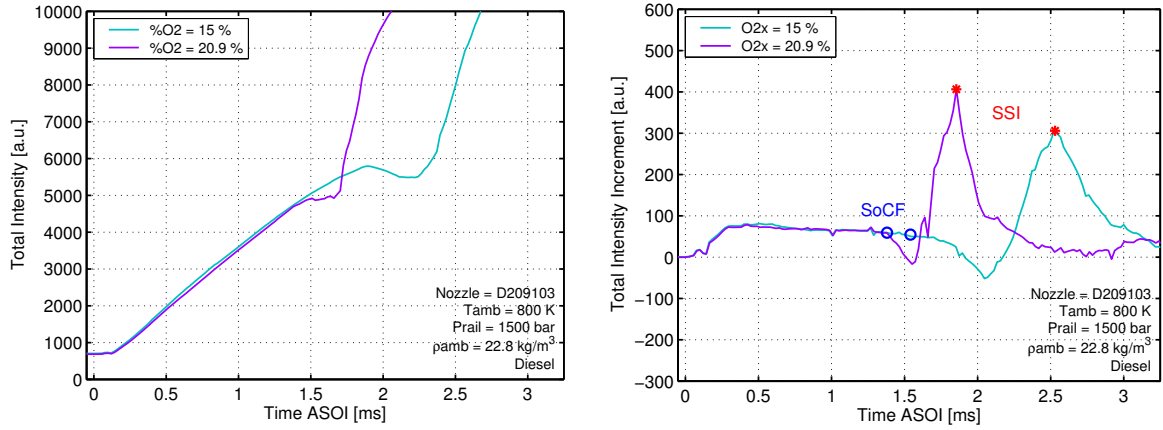 %O2 = 15 %
%O2 = 20.9 %
10000
9000
8000
7000
6000
5000
4000
3000
2000
1000
0
Total Intensity [a.u.]
Nozzle = D209103
Tamb = 800 K
Prail = 1500 bar
ρamb = 22.8 kg/m³
Diesel
0 0.5 1 1.5 2 2.5 3
Time ASOI [ms]
O2x = 15 %
O2x = 20.9 %
600
500
400
300
200
100
0
−100
−200
−300
Total Intensity Increment [a.u.]
SSI
SoCF
Nozzle = D209103
Tamb = 800 K
Prail = 1500 bar
ρamb = 22.8 kg/m³
Diesel
0 0.5 1 1.5 2 2.5 3
Time ASOI [ms]